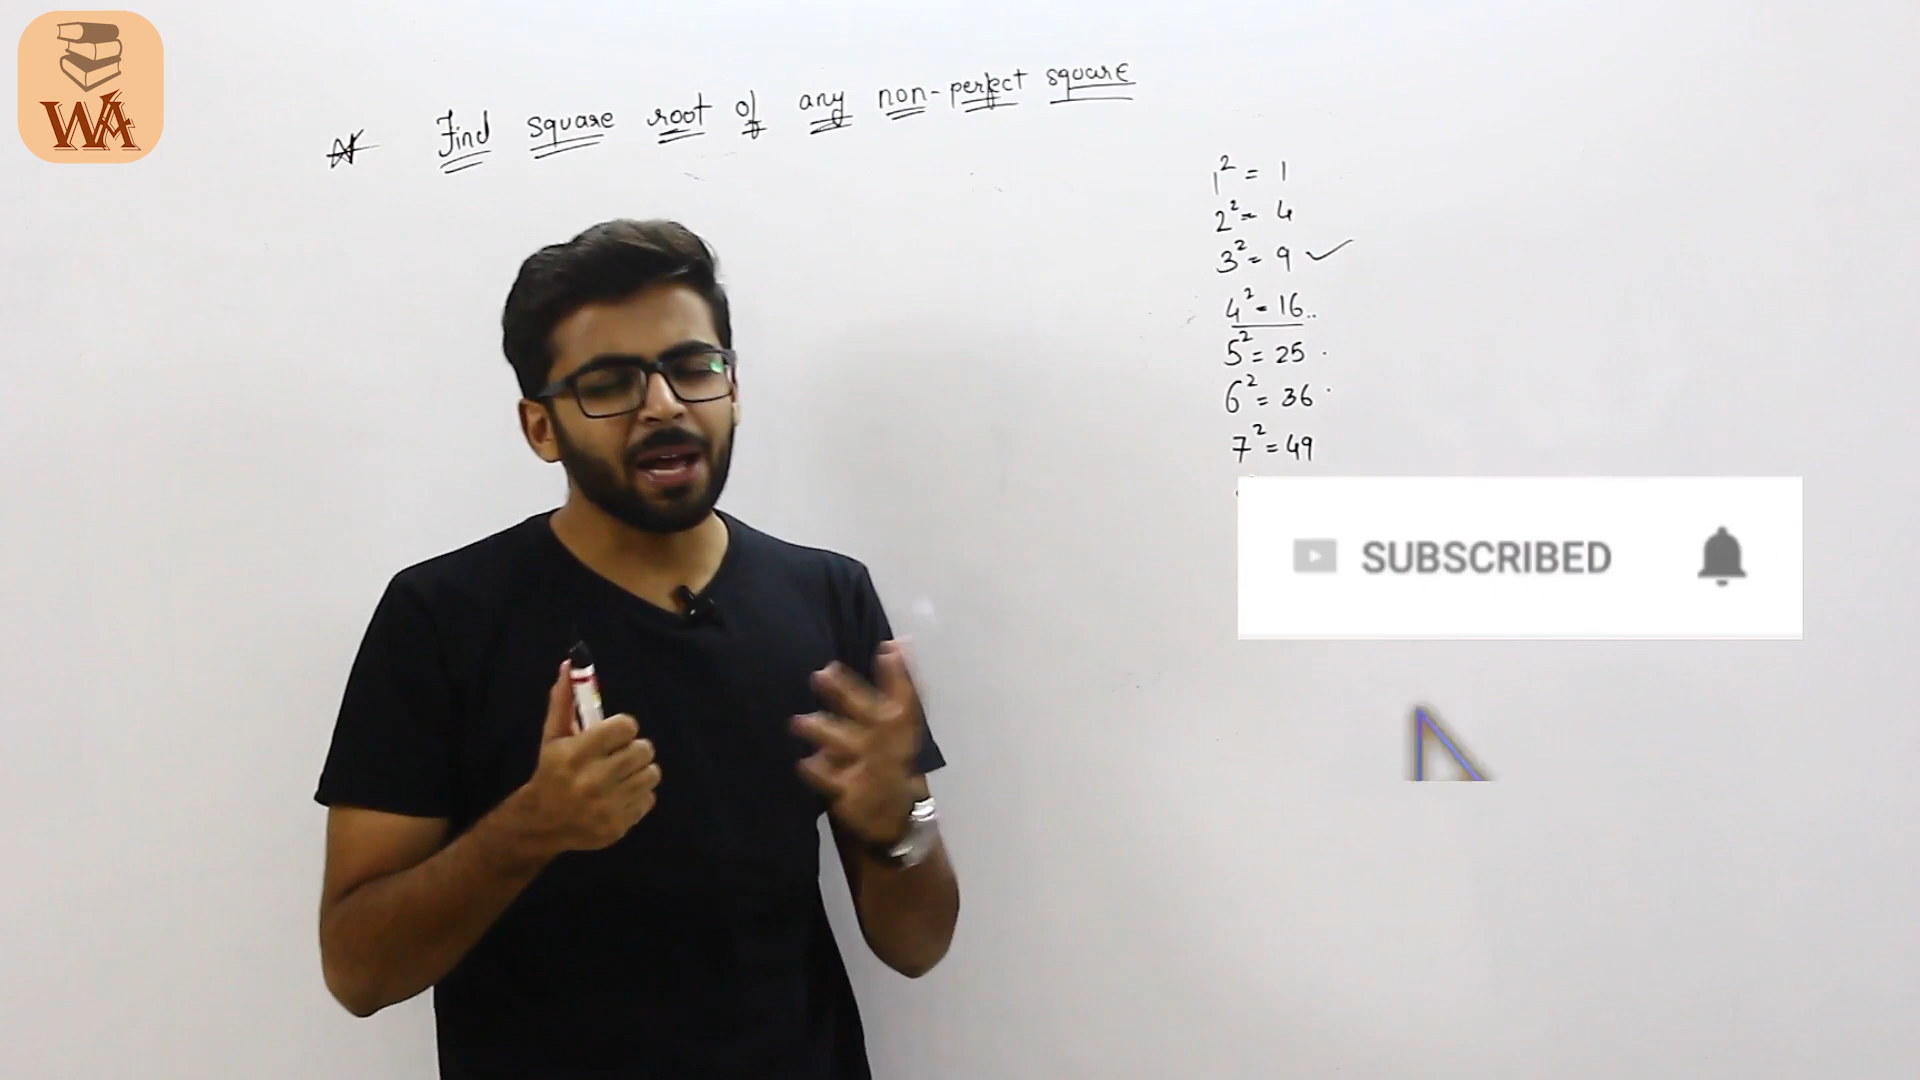 WA
Find square root of any non-perfect square
1² = 1
2² = 4
3² = 9 ✓
4² = 16..
5² = 25 .
6² = 36 .
7² = 49
SUBSCRIBED